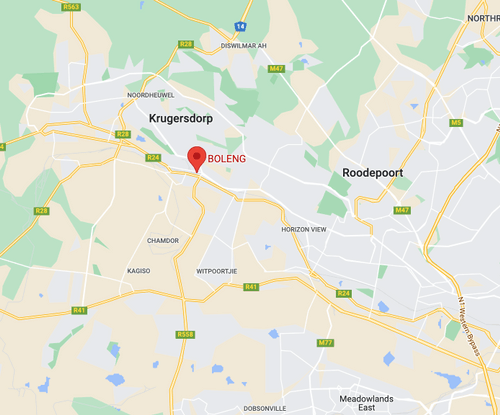 R563
14
NORTHR
DISWILMAR AH
R28
M47
NOORDHEUWEL
Krugersdorp
M5
R28
R24
BOLENG
Roodepoort
R28
M47
HORIZON VIEW
CHAMDOR
KAGISO
WITPOORTJIE
R41
R24
R41
N1 Western Bypass
R558
M77
Meadowlands
East
DOBSONVILLE